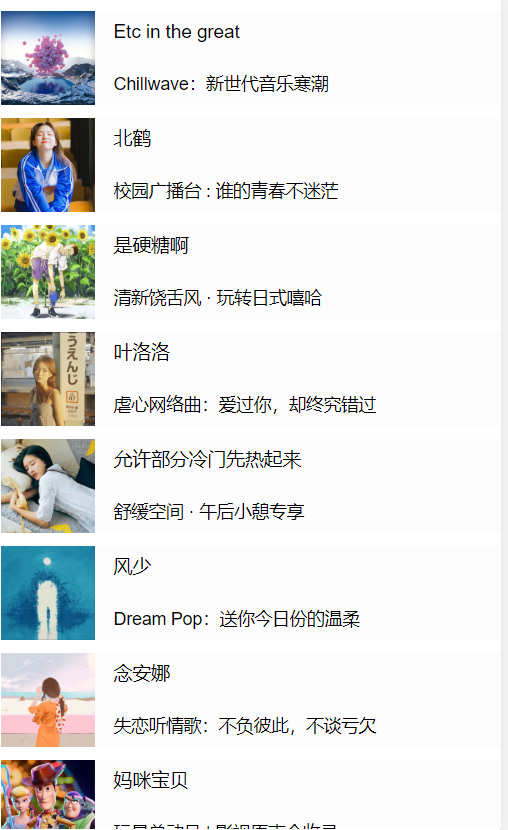 Etc in the great
Chillwave：新世代音乐寒潮
北鹤
校园广播台 : 谁的青春不迷茫
是硬糖啊
清新饶舌风 · 玩转日式嘻哈
叶洛洛
虐心网络曲：爱过你，却终究错过
允许部分冷门先热起来
舒缓空间 · 午后小憩专享
风少
Dream Pop：送你今日份的温柔
念安娜
失恋听情歌：不负彼此，不谈亏欠
妈咪宝贝